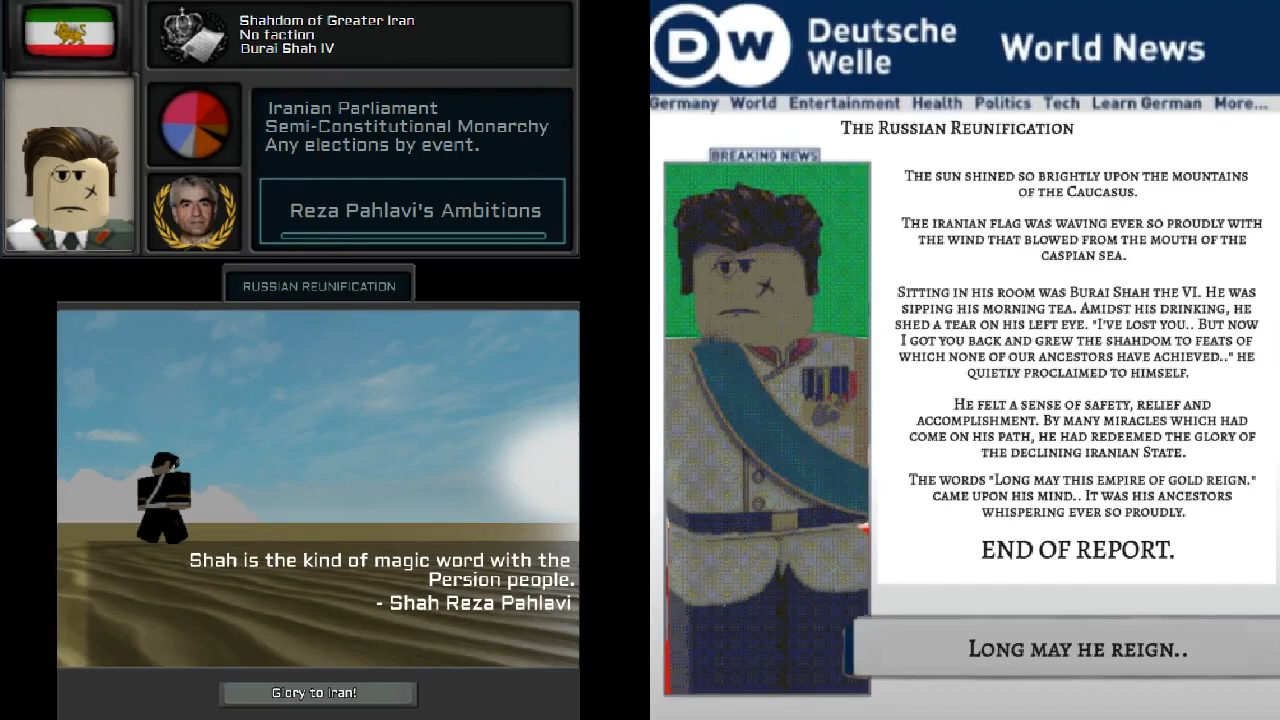 Shahdom of Greater Iran
No faction
Burai Shah IV
Iranian Parliament
Semi-Constitutional Monarchy
Any elections by event.
Reza Pahlavi's Ambitions
RUSSIAN REUNIFICATION
Shah is the kind of magic word with the
Persion people.
- Shah Reza Pahlavi
Glory to Iran!
DW
Deutsche
Welle
World News
Germany World Entertainment Health Politics Tech Learn German More...
The Russian Reunification
BREAKING NEWS
The sun shined so brightly upon the mountains
of the Caucasus.
The Iranian flag was waving ever so proudly with
the wind that blowed from the mouth of the
Caspian Sea.
Sitting in his room was Burai Shah the VI. He was
sipping his morning tea. Amidst his drinking, he
shed a tear on his left eye. "I've lost you.. But now
I got you back and grew the shahdom to feats of
which none of our ancestors have achieved.." he
quietly proclaimed to himself.
He felt a sense of safety, relief and
accomplishment. By many miracles which had
come on his path, he had redeemed the glory of
the declining Iranian State.
The words "Long may this empire of gold reign."
came upon his mind.. It was his ancestors
whispering ever so proudly.
END OF REPORT.
Long may he reign..